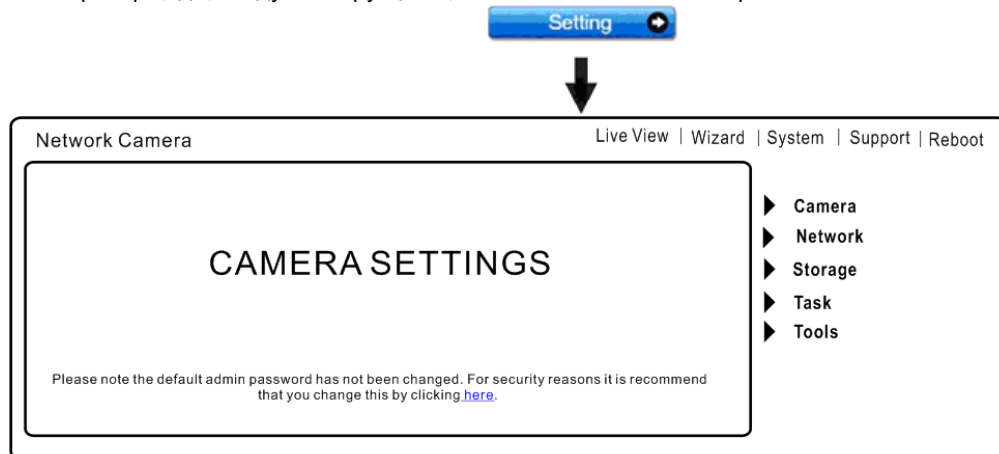 Setting
Network Camera
Live View | Wizard | System | Support | Reboot
Camera
Network
Storage
Task
Tools
CAMERA SETTINGS
Please note the default admin password has not been changed. For security reasons it is recommend
that you change this by clicking here.